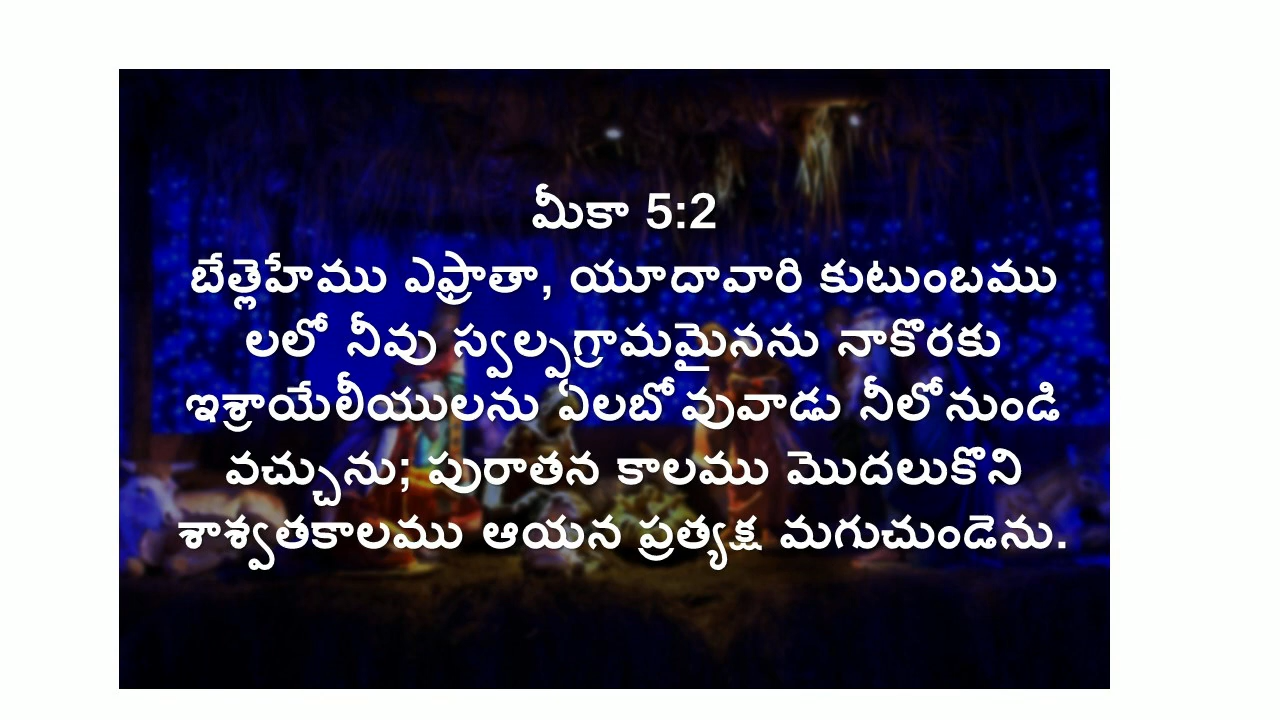 మీకా 5:2
బేత్లెహేము ఎఫ్రాతా, యూదావారి కుటుంబము
లలో నీవు స్వల్పగ్రామమైనను నాకొరకు
ఇశ్రాయేలీయులను ఏలబోవువాడు నీలోనుండి
వచ్చును; పురాతన కాలము మొదలుకొని
శాశ్వతకాలము ఆయన ప్రత్యక్ష మగుచుండెను.